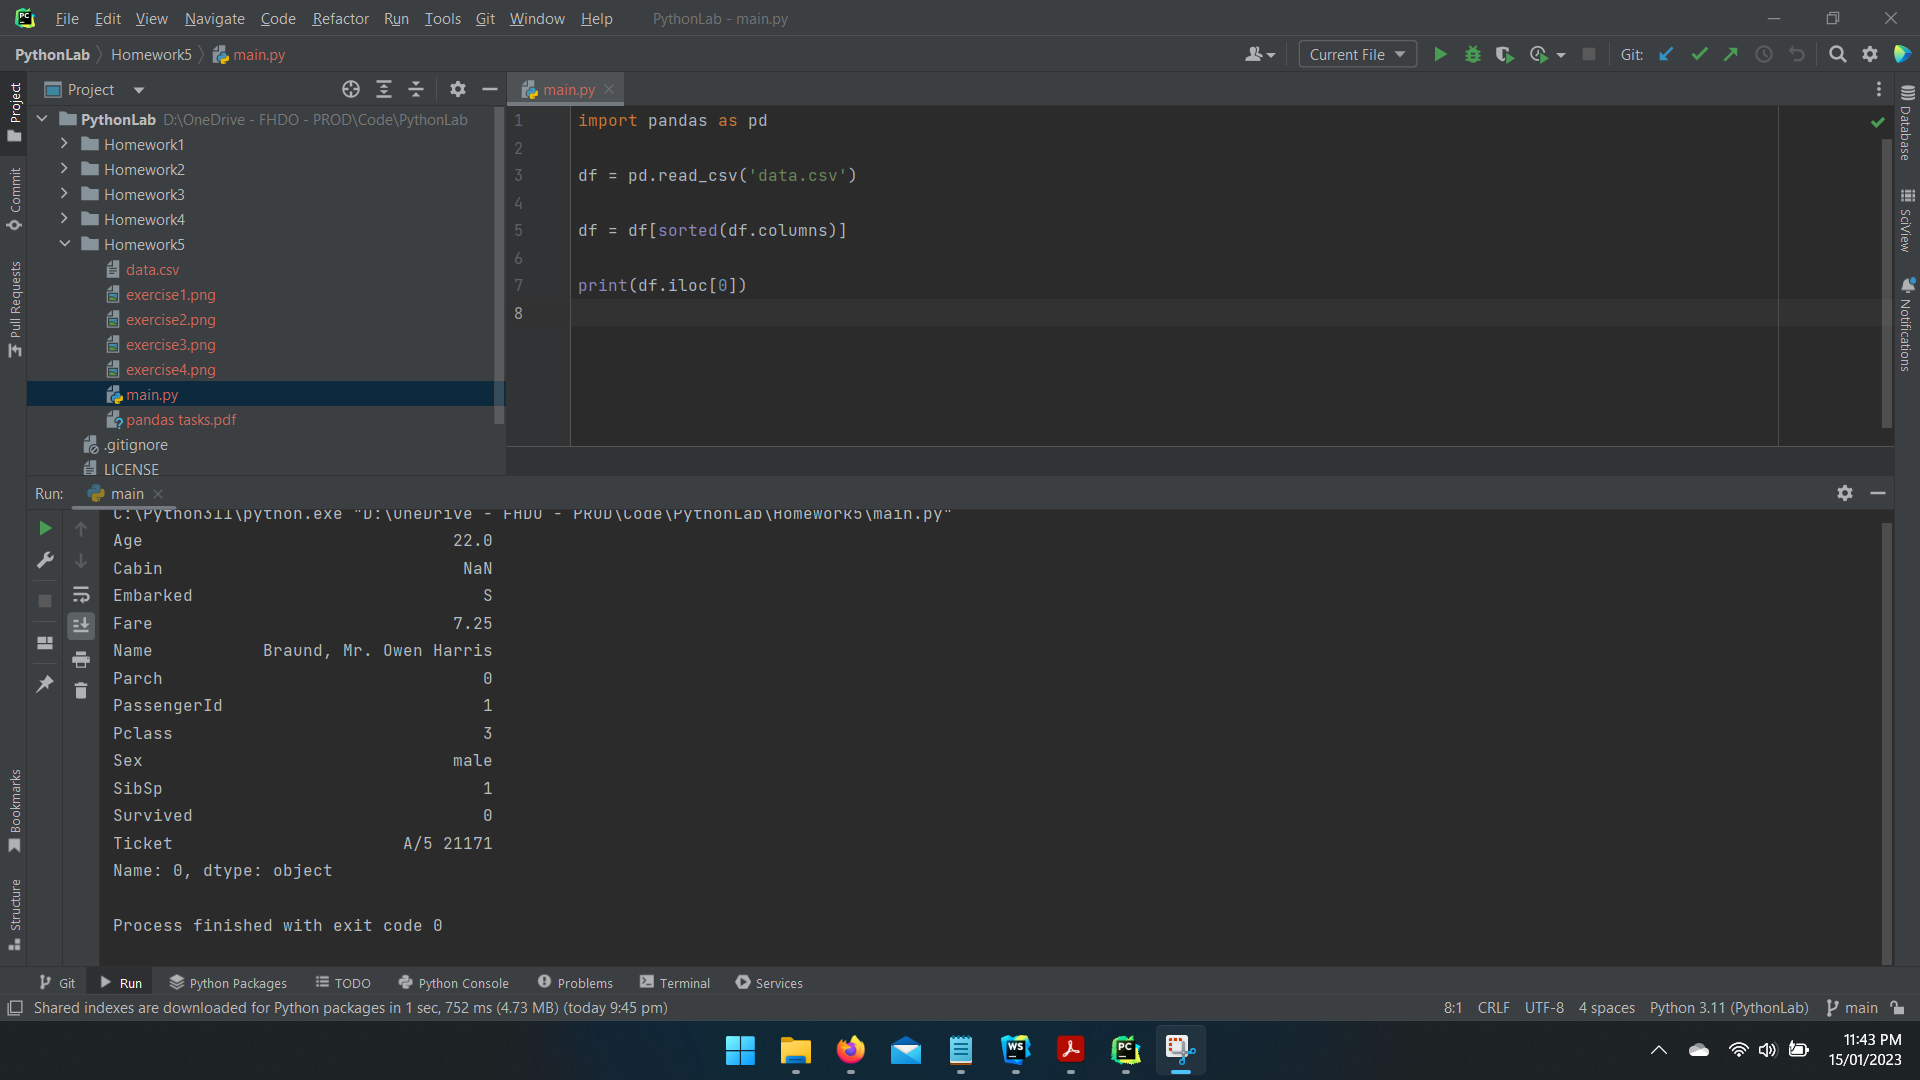 File Edit View Navigate Code Refactor Run Tools Git Window Help PythonLab - main.py
PythonLab Homework5 main.py Current File Git:
Project
main.py
PythonLab D:\OneDrive - FHDO - PROD\Code\PythonLab
Homework1
Homework2
Homework3
Homework4
Homework5
data.csv
exercise1.png
exercise2.png
exercise3.png
exercise4.png
main.py
pandas tasks.pdf
.gitignore
LICENSE
1 import pandas as pd
2
3 df = pd.read_csv('data.csv')
4
5 df = df[sorted(df.columns)]
6
7 print(df.iloc[0])
8
Project
Commit
Pull Requests
Bookmarks
Structure
Database
SciView
Notifications
Run: main
C:\Python311\python.exe "D:\OneDrive - FHDO - PROD\Code\PythonLab\Homework5\main.py"
Age 22.0
Cabin NaN
Embarked S
Fare 7.25
Name Braund, Mr. Owen Harris
Parch 0
PassengerId 1
Pclass 3
Sex male
SibSp 1
Survived 0
Ticket A/5 21171
Name: 0, dtype: object
Process finished with exit code 0
Git Run Python Packages TODO Python Console Problems Terminal Services
Shared indexes are downloaded for Python packages in 1 sec, 752 ms (4.73 MB) (today 9:45 pm) 8:1 CRLF UTF-8 4 spaces Python 3.11 (PythonLab) main
11:43 PM
15/01/2023